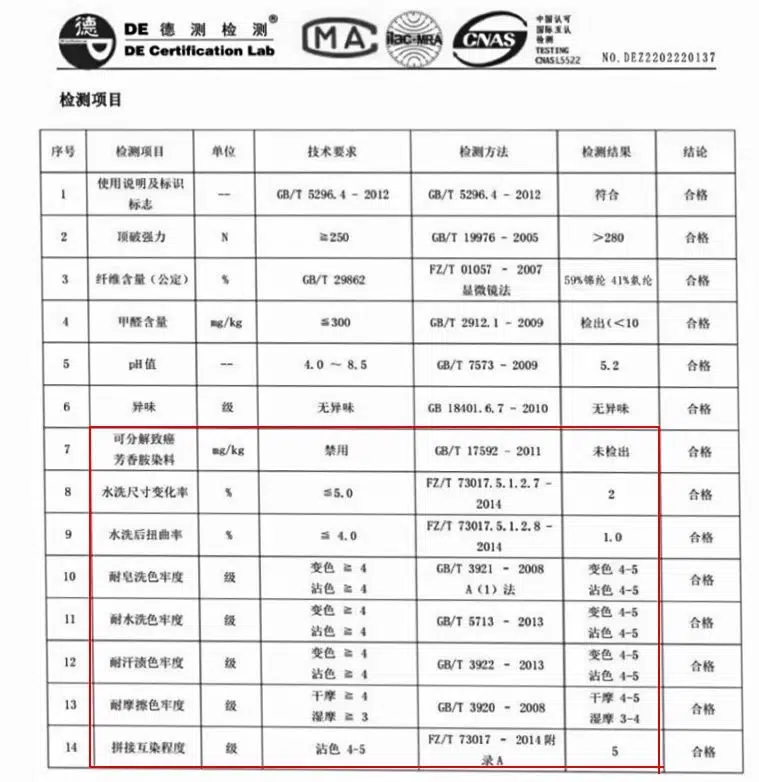 德 DE 德测检测®
DE Certification Lab
MA
ilac-MRA
CNAS
中国认可
国际互认
检测
TESTING
CNAS L5522
NO.DEZ2202220137
检测项目
序号 检测项目 单位 技术要求 检测方法 检测结果 结论
1 使用说明及标识标志 -- GB/T 5296.4 - 2012 GB/T 5296.4 - 2012 符合 合格
2 顶破强力 N ≧250 GB/T 19976 - 2005 >280 合格
3 纤维含量(公定) % GB/T 29862 FZ/T 01057 - 2007 显微镜法 59%锦纶 41%氨纶 合格
4 甲醛含量 mg/kg ≦300 GB/T 2912.1 - 2009 检出(<10 合格
5 pH值 -- 4.0 ~ 8.5 GB/T 7573 - 2009 5.2 合格
6 异味 级 无异味 GB 18401.6.7 - 2010 无异味 合格
7 可分解致癌芳香胺染料 mg/kg 禁用 GB/T 17592 - 2011 未检出 合格
8 水洗尺寸变化率 % ≦5.0 FZ/T 73017.5.1.2.7 - 2014 2 合格
9 水洗后扭曲率 % ≦ 4.0 FZ/T 73017.5.1.2.8 - 2014 1.0 合格
10 耐皂洗色牢度 级 变色 ≧ 4 沾色 ≧ 4 GB/T 3921 - 2008 A(1)法 变色 4-5 沾色 4-5 合格
11 耐水洗色牢度 级 变色 ≧ 4 沾色 ≧ 4 GB/T 5713 - 2013 变色 4-5 沾色 4-5 合格
12 耐汗渍色牢度 级 变色 ≧ 4 沾色 ≧ 4 GB/T 3922 - 2013 变色 4-5 沾色 4-5 合格
13 耐摩擦色牢度 级 干摩 ≧ 4 湿摩 ≧ 3 GB/T 3920 - 2008 干摩 4-5 湿摩 3-4 合格
14 拼接互染程度 级 沾色 4-5 FZ/T 73017 - 2014附录A 5 合格